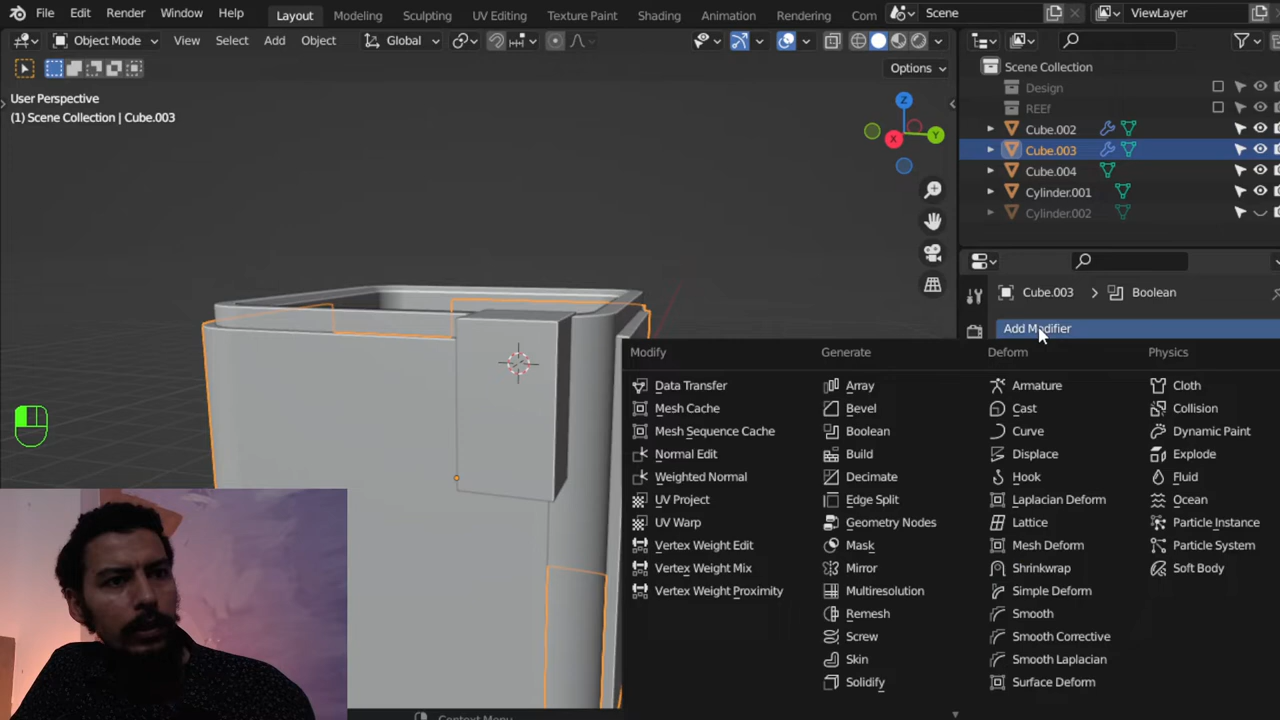 File Edit Render Window Help Layout Modeling Sculpting UV Editing Texture Paint Shading Animation Rendering Com Scene ViewLayer
Object Mode View Select Add Object Global
Options
User Perspective
(1) Scene Collection | Cube.003
Z
Y
X
Scene Collection
Design
REEf
Cube.002
Cube.003
Cube.004
Cylinder.001
Cylinder.002
Cube.003 > Boolean
Add Modifier
Modify Generate Deform Physics
Data Transfer Array Armature Cloth
Mesh Cache Bevel Cast Collision
Mesh Sequence Cache Boolean Curve Dynamic Paint
Normal Edit Build Displace Explode
Weighted Normal Decimate Hook Fluid
UV Project Edge Split Laplacian Deform Ocean
UV Warp Geometry Nodes Lattice Particle Instance
Vertex Weight Edit Mask Mesh Deform Particle System
Vertex Weight Mix Mirror Shrinkwrap Soft Body
Vertex Weight Proximity Multiresolution Simple Deform
Remesh Smooth
Screw Smooth Corrective
Skin Smooth Laplacian
Solidify Surface Deform
Context Menu